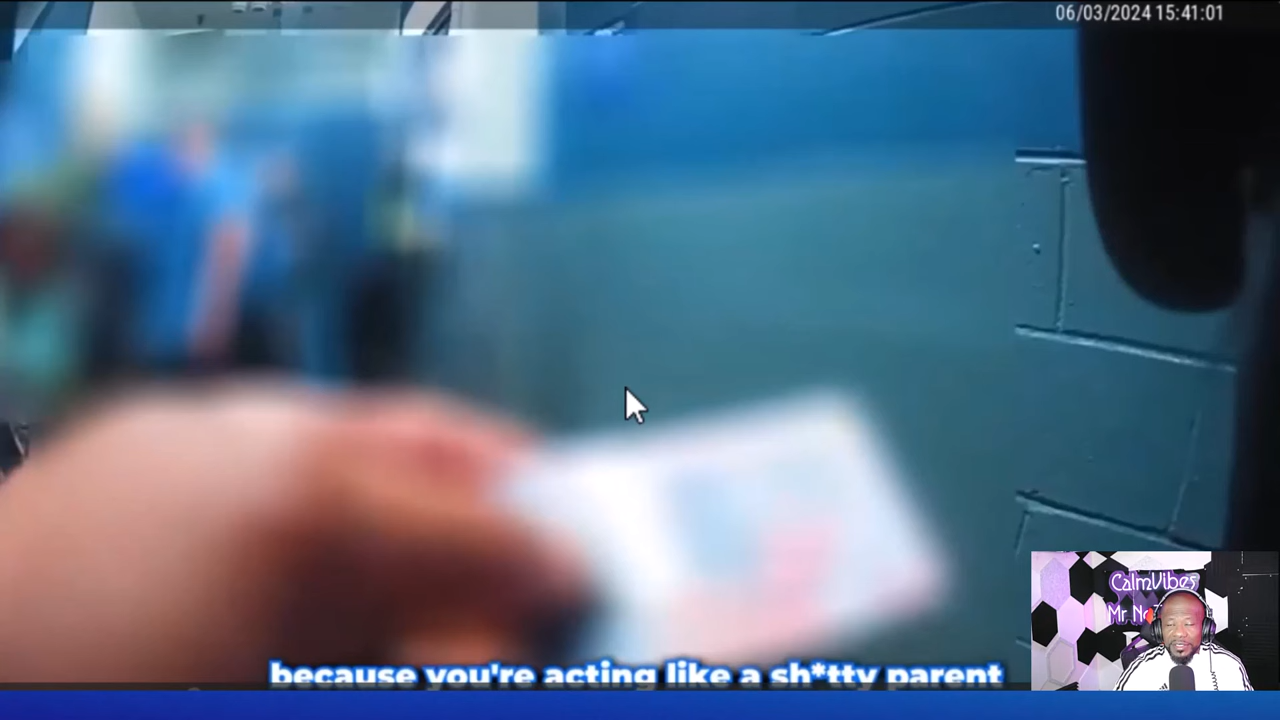 06/03/2024 15:41:01
CalmVibes
because you're acting like a sh*tty parent